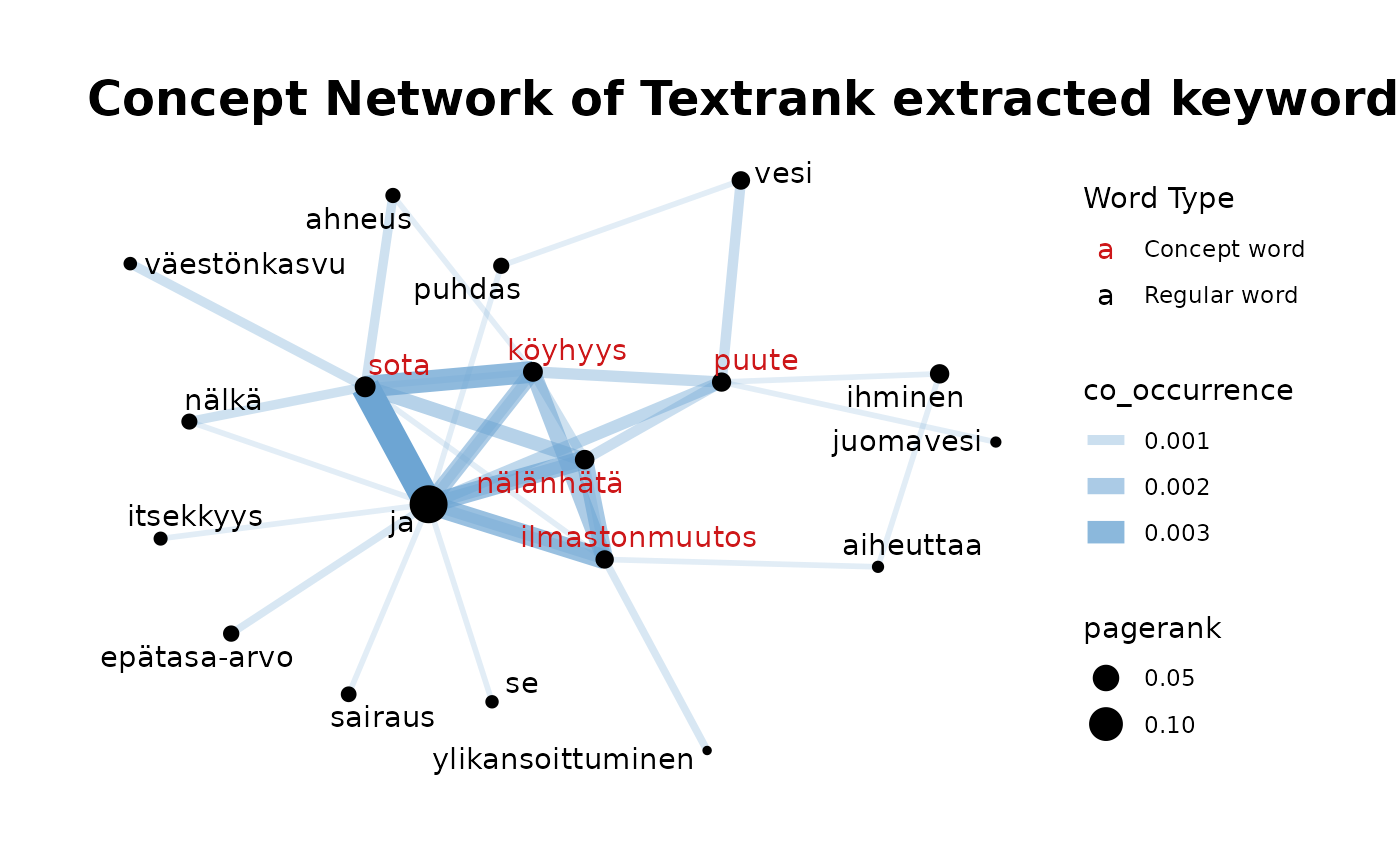 Concept Network of Textrank extracted keyword
vesi
ahneus
väestönkasvu
puhdas
köyhyys
sota
puute
nälkä
ihminen
juomavesi
nälänhätä
itsekkyys
ja
ilmastonmuutos
aiheuttaa
epätasa-arvo
se
sairaus
ylikansoittuminen
Word Type
a Concept word
a Regular word
co_occurrence
0.001
0.002
0.003
pagerank
0.05
0.10